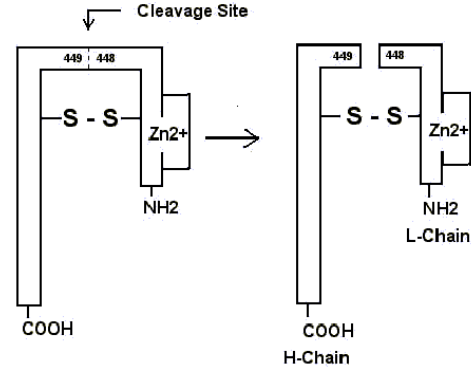 Cleavage Site
449 448
S - S
Zn2+
NH2
COOH
449 448
S - S
Zn2+
NH2
L-Chain
COOH
H-Chain